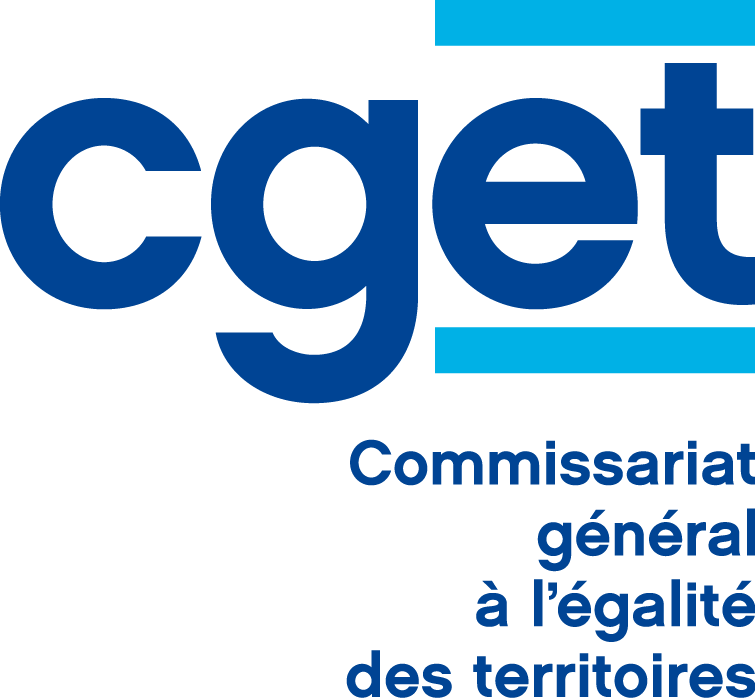 cget
Commissariat
général
à l’égalité
des territoires